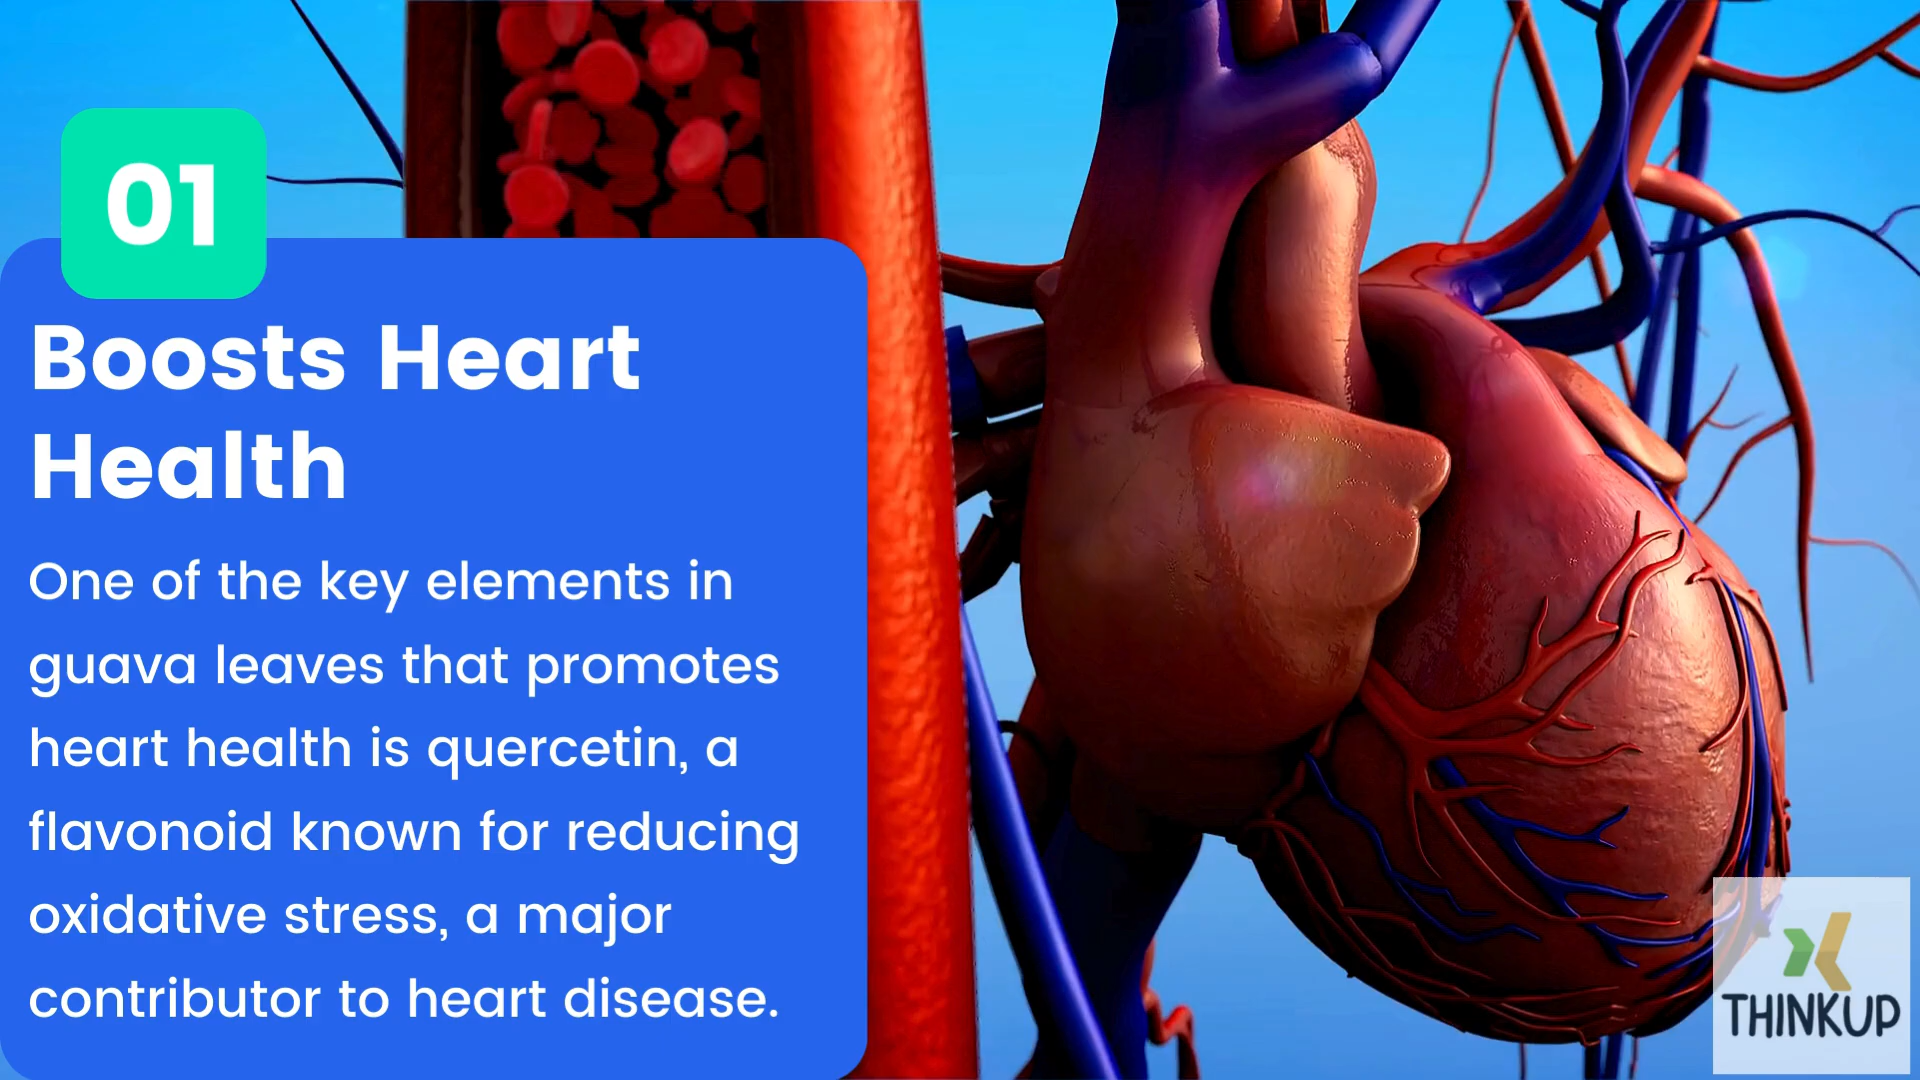 01
Boosts Heart
Health
One of the key elements in
guava leaves that promotes
heart health is quercetin, a
flavonoid known for reducing
oxidative stress, a major
contributor to heart disease.
THINKUP